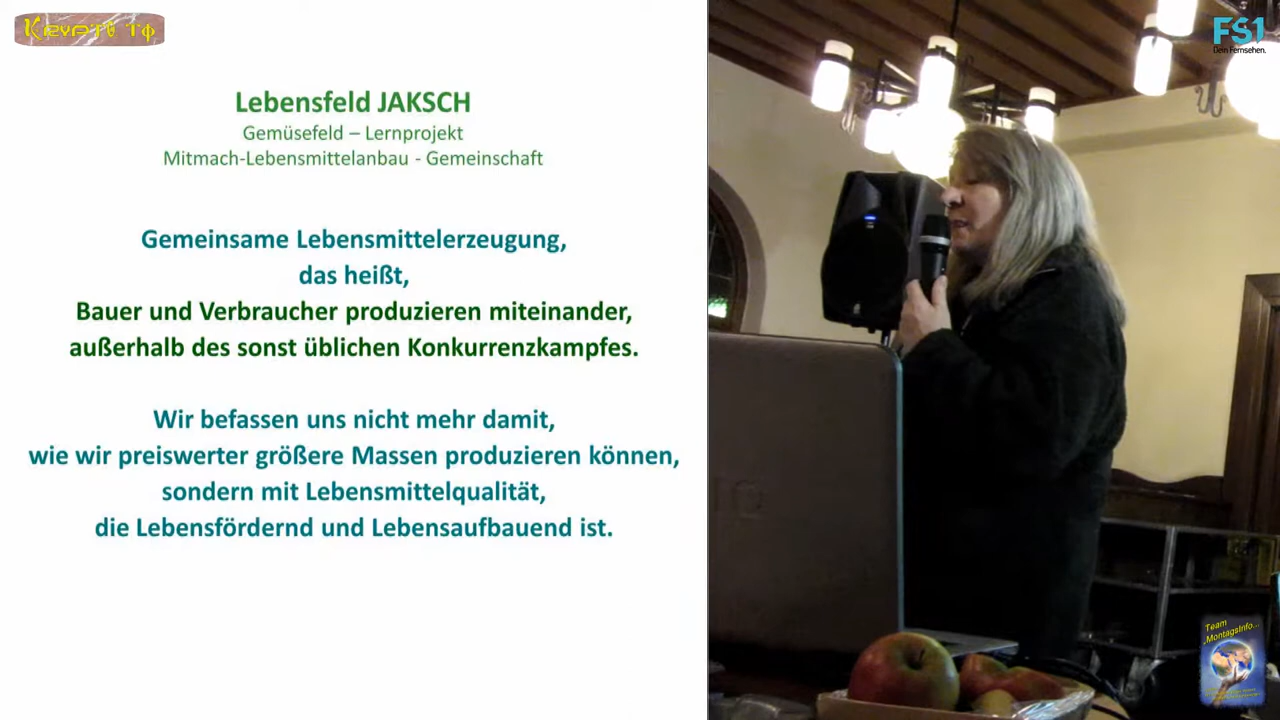 KRYPTO TV
FS1
Dein Fernsehen.
Lebensfeld JAKSCH
Gemüsefeld – Lernprojekt
Mitmach-Lebensmittelanbau - Gemeinschaft
Gemeinsame Lebensmittelerzeugung,
das heißt,
Bauer und Verbraucher produzieren miteinander,
außerhalb des sonst üblichen Konkurrenzkampfes.
Wir befassen uns nicht mehr damit,
wie wir preiswerter größere Massen produzieren können,
sondern mit Lebensmittelqualität,
die Lebensfördernd und Lebensaufbauend ist.
Team
„MontagsInfo...